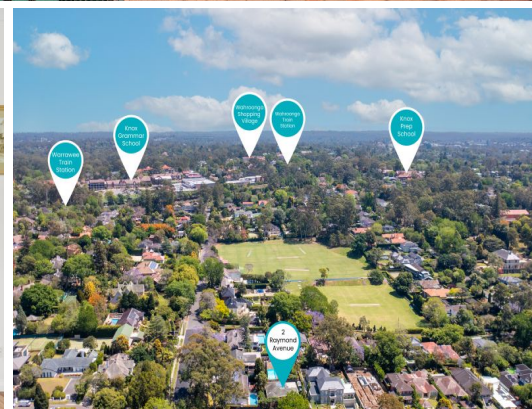 Warrawee
Train
Station
Knox
Grammar
School
Wahroonga
Shopping
Village
Wahroonga
Train
Station
Knox
Prep
School
2
Raymond
Avenue